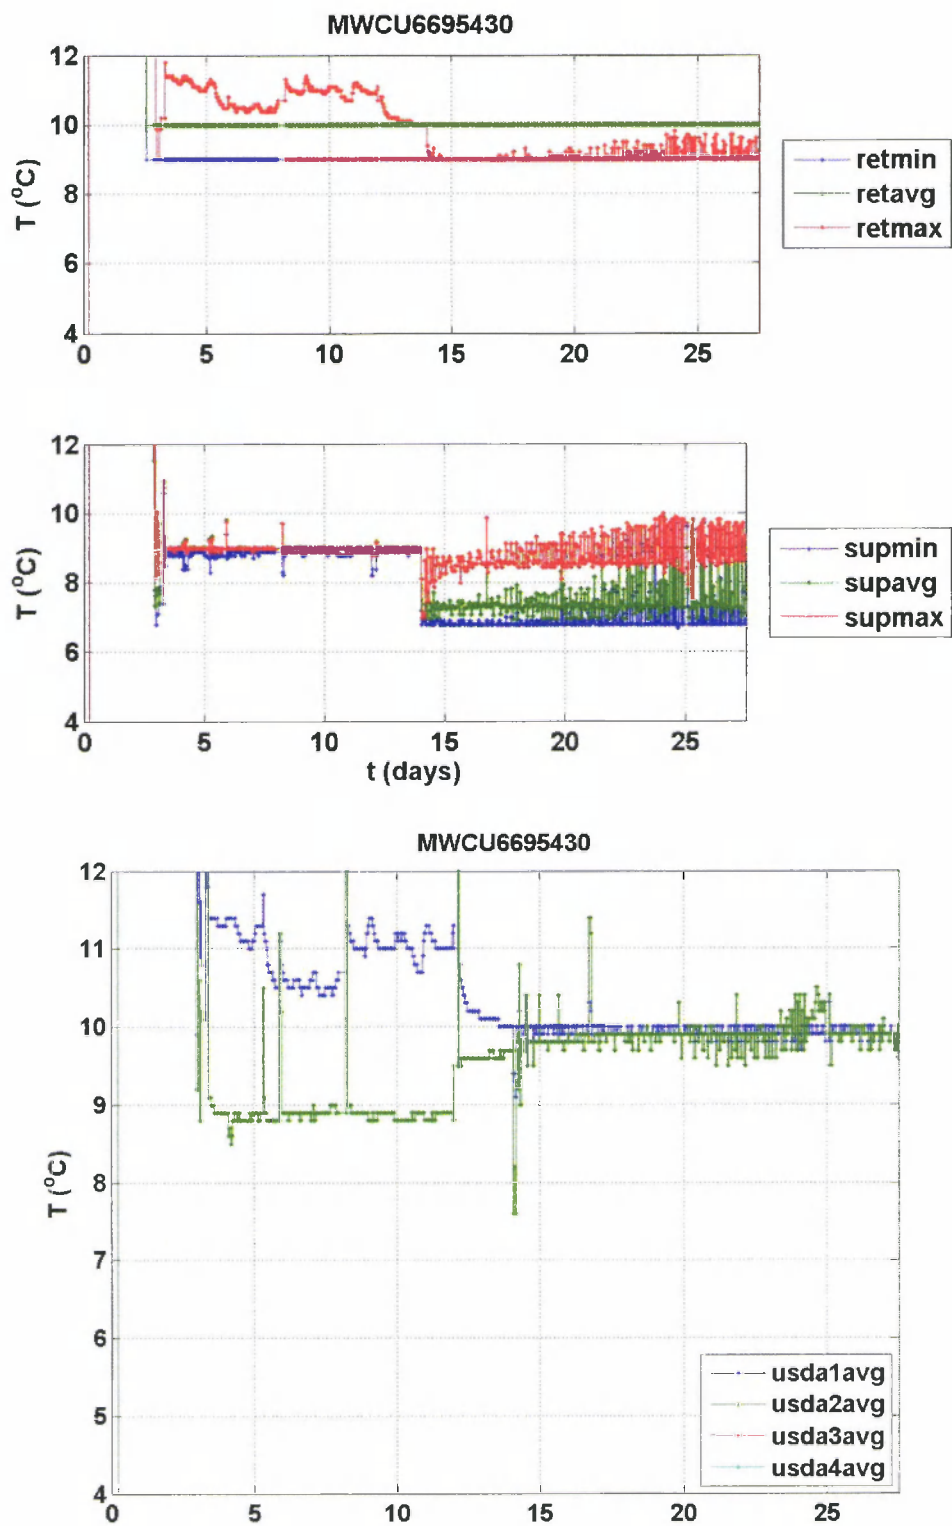 MWCU6695430
12
10
8
6
4
T (°C)
0 5 10 15 20 25
retmin
retavg
retmax
12
10
8
6
4
T (°C)
0 5 10 15 20 25
t (days)
supmin
supavg
supmax
MWCU6695430
12
11
10
9
8
7
6
5
4
T (°C)
0 5 10 15 20 25
usda1avg
usda2avg
usda3avg
usda4avg